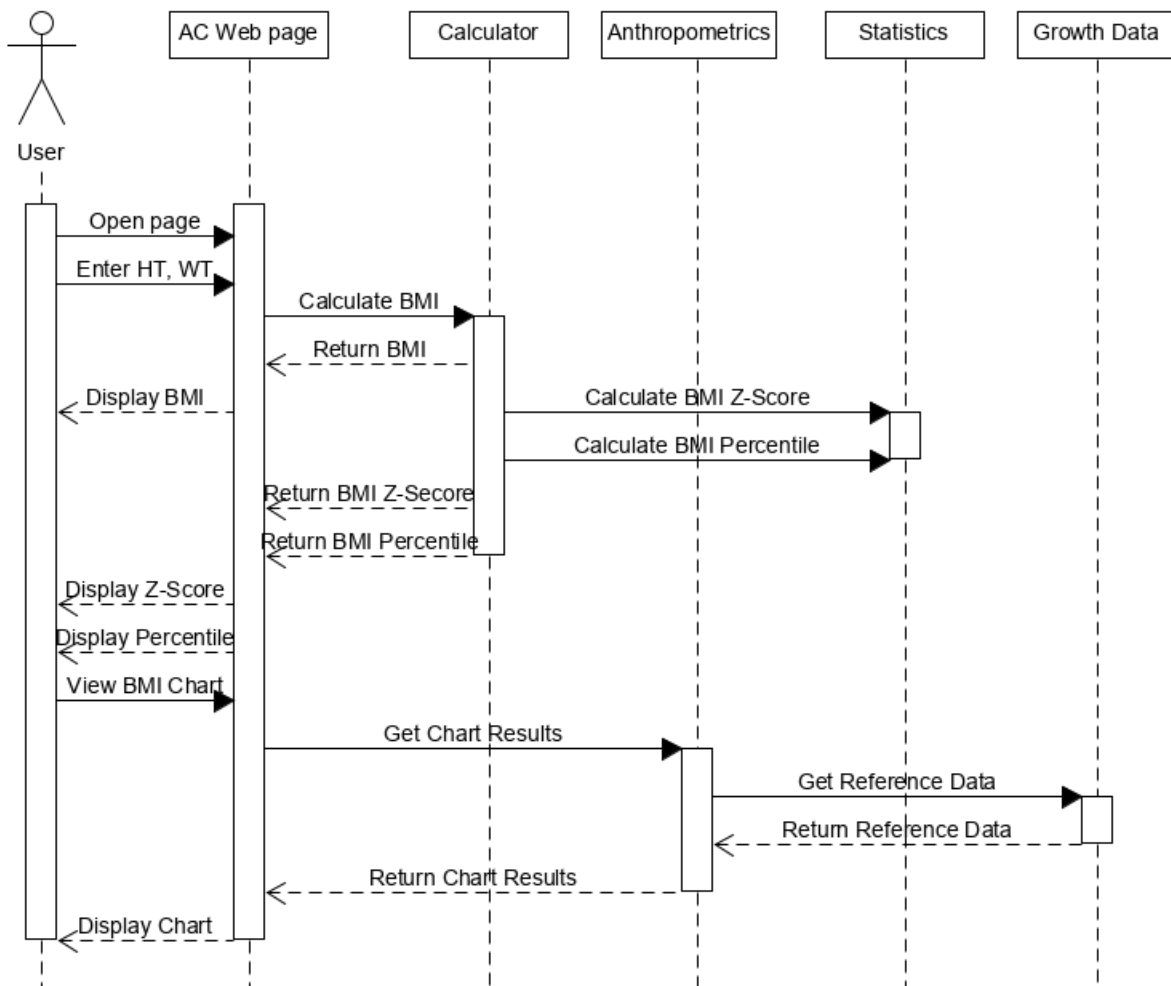 AC Web page
Calculator
Anthropometrics
Statistics
Growth Data
User
Open page
Enter HT, WT
Calculate BMI
Return BMI
Display BMI
Calculate BMI Z-Score
Calculate BMI Percentile
Return BMI Z-Secore
Return BMI Percentile
Display Z-Score
Display Percentile
View BMI Chart
Get Chart Results
Get Reference Data
Return Reference Data
Return Chart Results
Display Chart